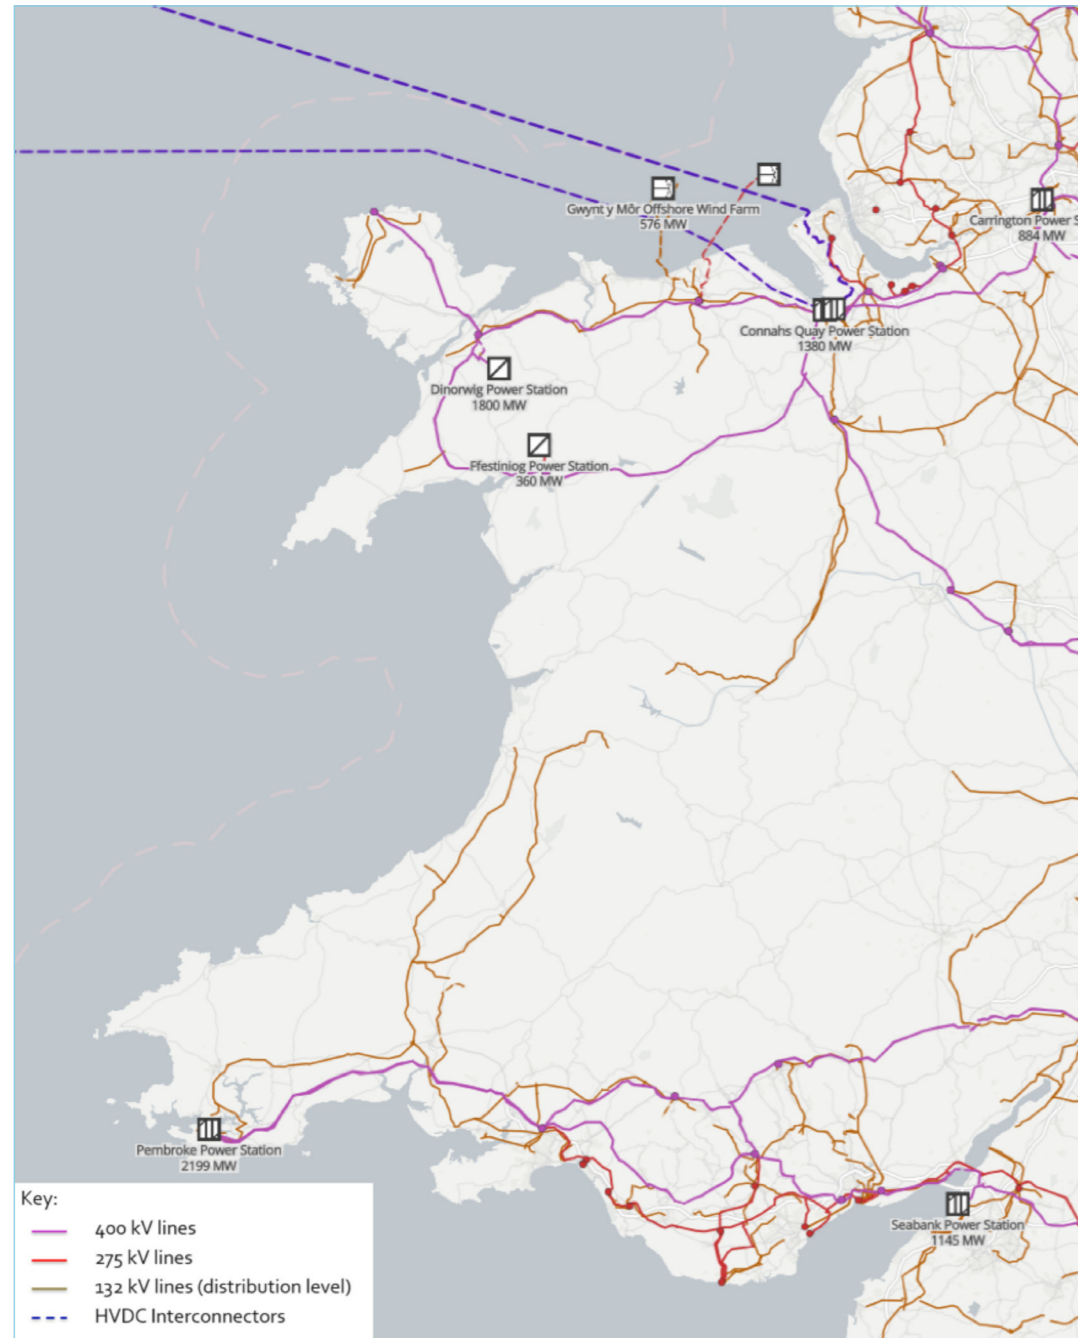 Gwynt y Môr Offshore Wind Farm
576 MW
Carrington Power S
884 MW
Connahs Quay Power Station
1380 MW
Dinorwig Power Station
1800 MW
Ffestiniog Power Station
360 MW
Pembroke Power Station
2199 MW
Seabank Power Station
1145 MW
Key:
400 kV lines
275 kV lines
132 kV lines (distribution level)
HVDC Interconnectors